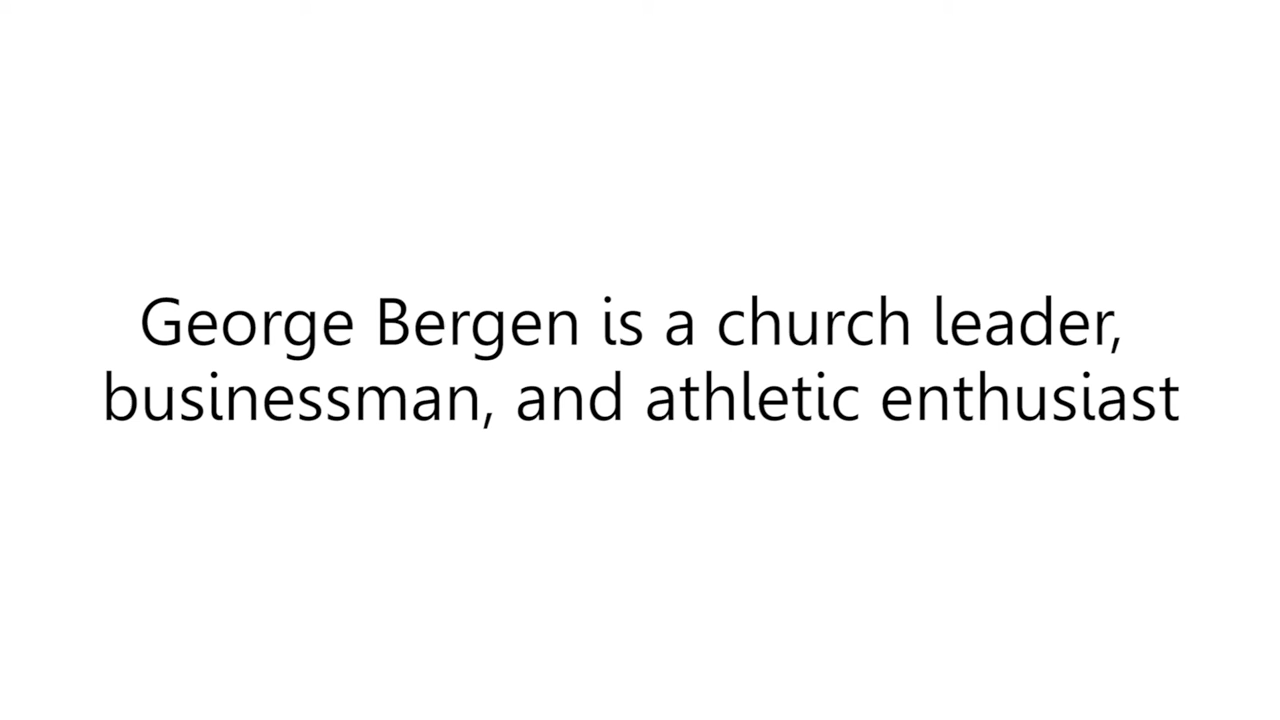 George Bergen is a church leader,
businessman, and athletic enthusiast